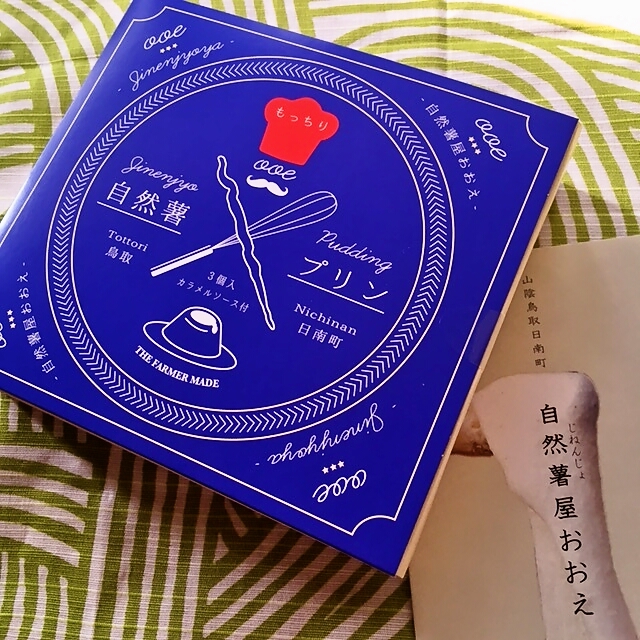 ooe
Jinenjyoya
ooe
自然薯屋おおえ
もっちり
ooe
Jinenjyo
自然薯
Tottori
鳥取
Pudding
プリン
Nichinan
日南町
3個入
カラメルソース付
THE FARMER MADE
自然薯屋おおえ
Jinenjyoya
ooe
山陰鳥取日南町
じねんじょ
自然薯屋おおえ